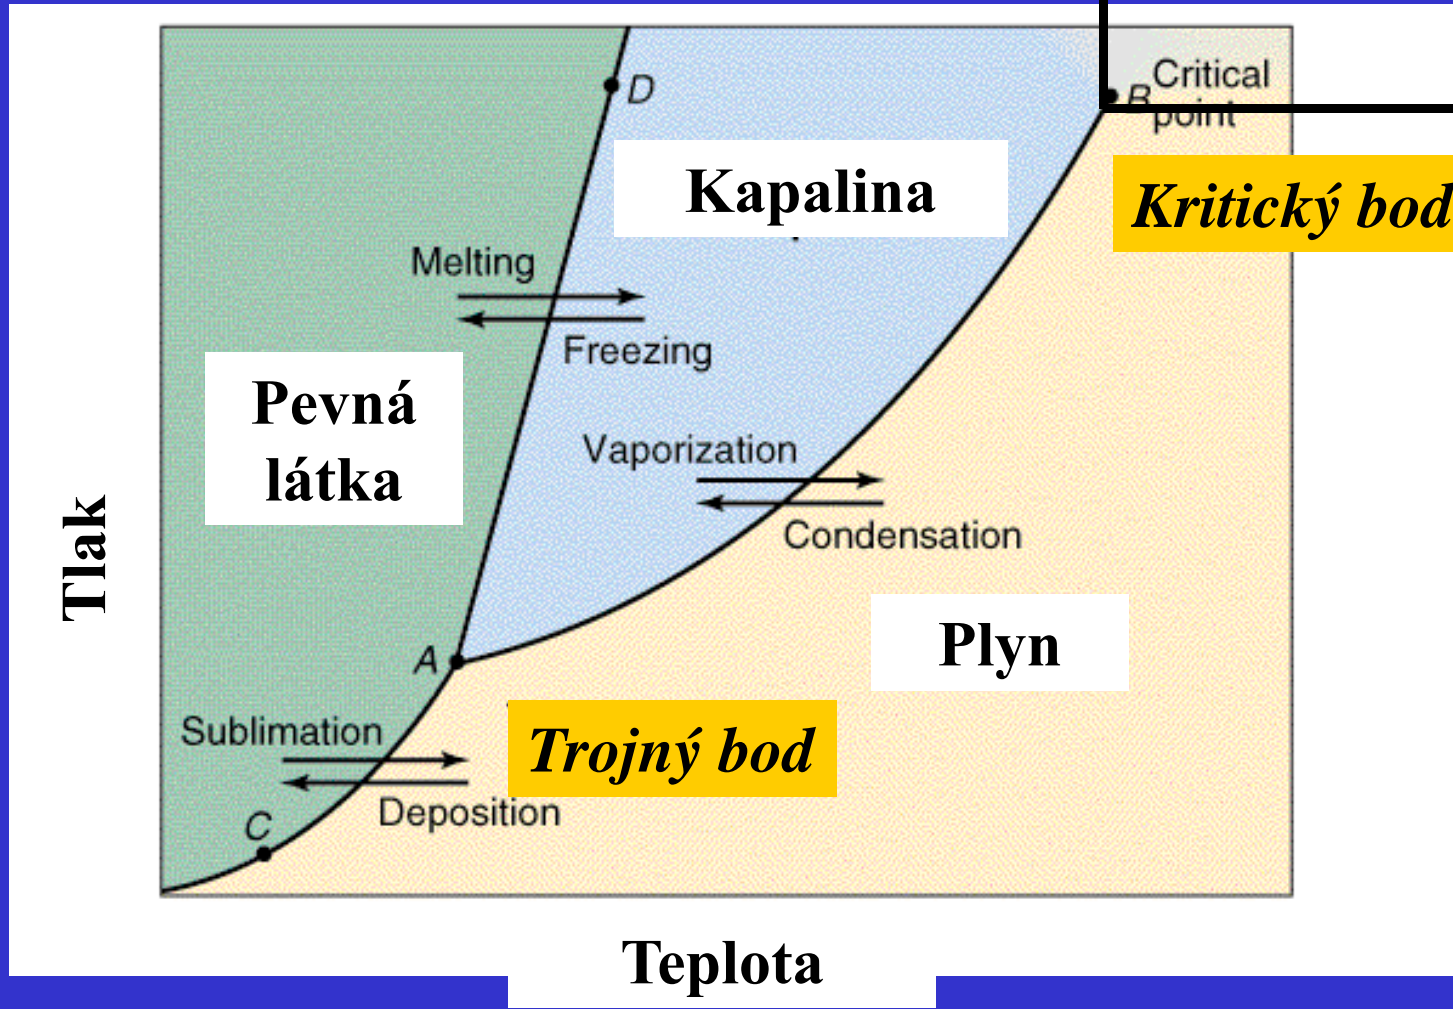 Critical
B
point
D
Kapalina
Kritický bod
Melting
Freezing
Pevná
látka
Vaporization
Condensation
Tlak
Plyn
A
Sublimation
Trojný bod
Deposition
C
Teplota